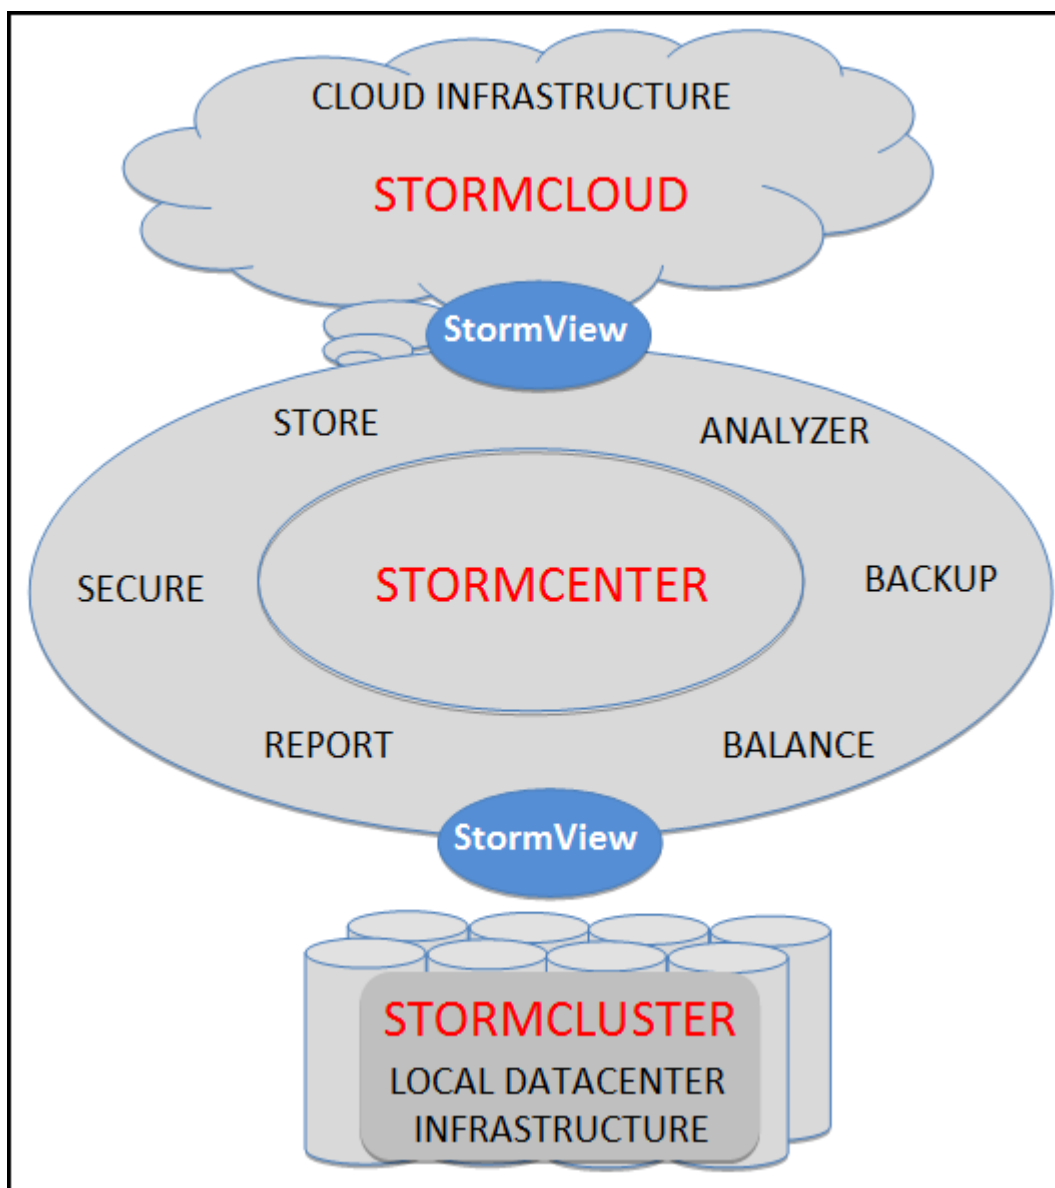 CLOUD INFRASTRUCTURE
STORMCLOUD
StormView
STORE
ANALYZER
SECURE
STORMCENTER
BACKUP
REPORT
BALANCE
StormView
STORMCLUSTER
LOCAL DATACENTER
INFRASTRUCTURE